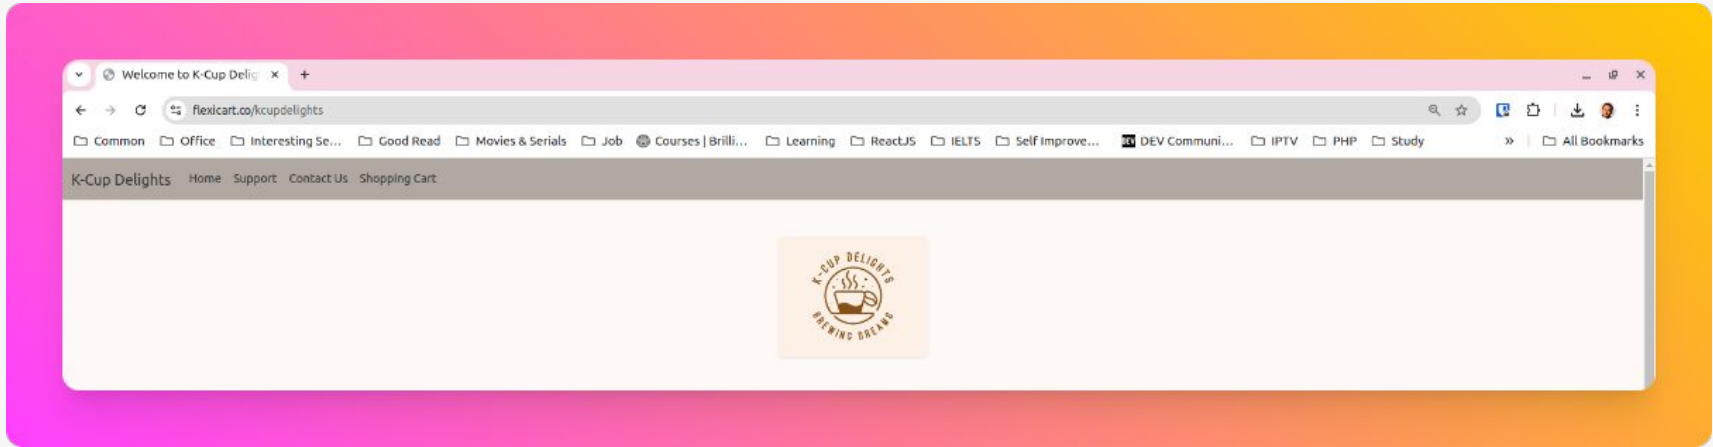 Welcome to K-Cup Delig
flexicart.co/kcupdelights
Common Office Interesting Se... Good Read Movies & Serials Job Courses | Brilli... Learning ReactJS IELTS Self Improve... DEV DEV Communi... IPTV PHP Study » All Bookmarks
K-Cup Delights Home Support Contact Us Shopping Cart
K-CUP DELIGHTS
BREWING DREAMS